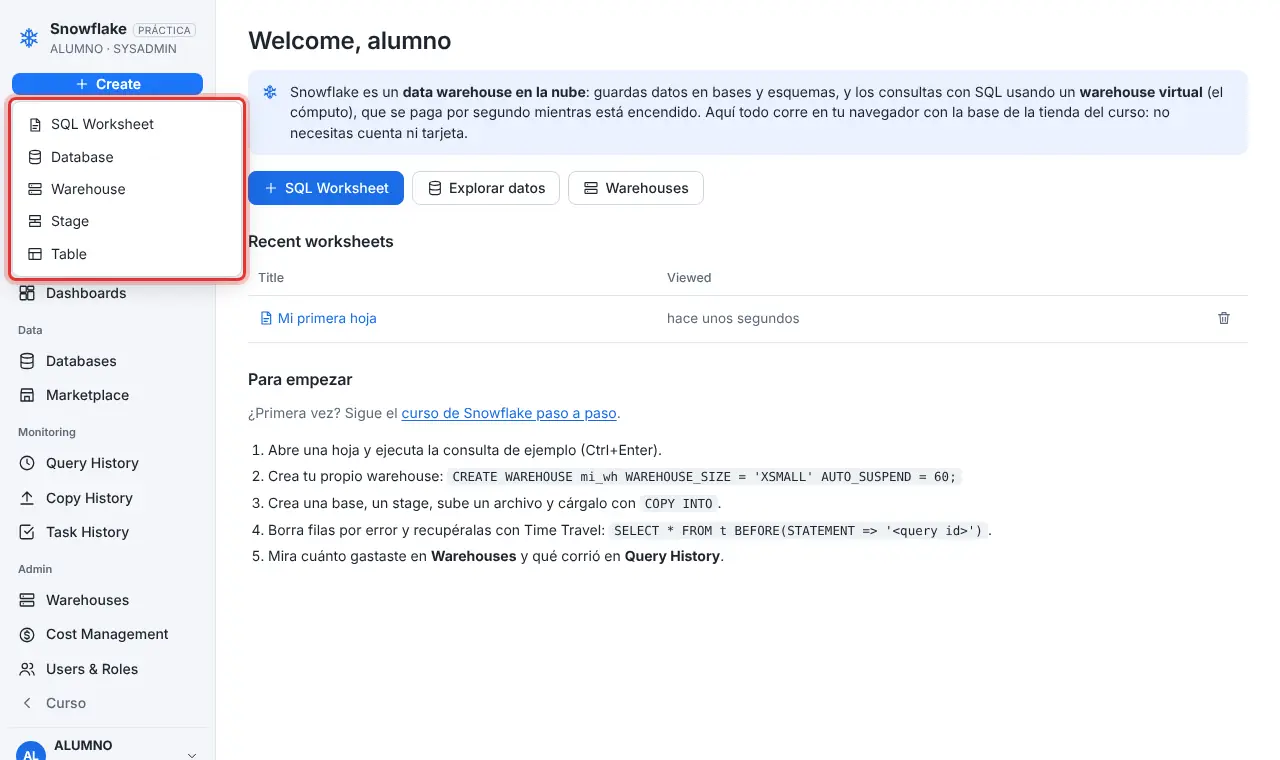 Snowflake PRÁCTICA
ALUMNO · SYSADMIN
+ Create
SQL Worksheet
Database
Warehouse
Stage
Table
Dashboards
Data
Databases
Marketplace
Monitoring
Query History
Copy History
Task History
Admin
Warehouses
Cost Management
Users & Roles
Curso
AL ALUMNO
Welcome, alumno
Snowflake es un data warehouse en la nube: guardas datos en bases y esquemas, y los consultas con SQL usando un warehouse virtual (el
cómputo), que se paga por segundo mientras está encendido. Aquí todo corre en tu navegador con la base de la tienda del curso: no
necesitas cuenta ni tarjeta.
+ SQL Worksheet Explorar datos Warehouses
Recent worksheets
Title Viewed
Mi primera hoja hace unos segundos
Para empezar
¿Primera vez? Sigue el curso de Snowflake paso a paso.
1. Abre una hoja y ejecuta la consulta de ejemplo (Ctrl+Enter).
2. Crea tu propio warehouse: CREATE WAREHOUSE mi_wh WAREHOUSE_SIZE = 'XSMALL' AUTO_SUSPEND = 60;
3. Crea una base, un stage, sube un archivo y cárgalo con COPY INTO.
4. Borra filas por error y recupéralas con Time Travel: SELECT * FROM t BEFORE(STATEMENT => '<query id>').
5. Mira cuánto gastaste en Warehouses y qué corrió en Query History.